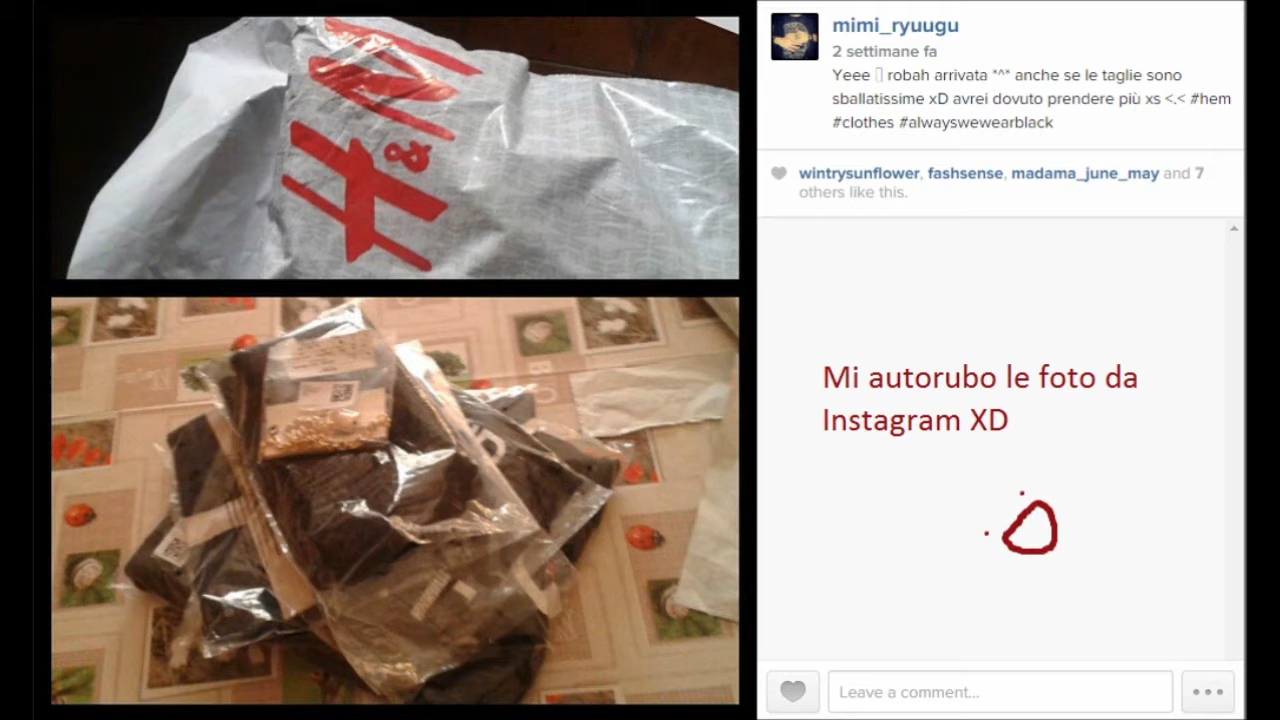 H&M
mimi_ryuugu
2 settimane fa
Yeee ▯ robah arrivata *^* anche se le taglie sono
sballatissime xD avrei dovuto prendere più xs <.< #hem
#clothes #alwayswewearblack
wintrysunflower, fashsense, madama_june_may and 7
others like this.
Mi autorubo le foto da
Instagram XD
Leave a comment...